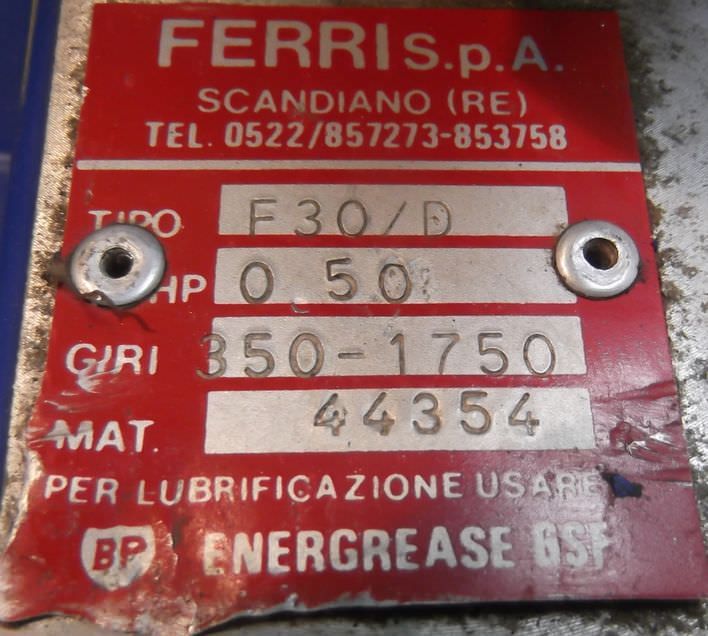 FERRI S.p.A.
SCANDIANO (RE)
TEL. 0522/857273-853758
TIPO F30/D
HP 0.50
GIRI 350-1750
MAT. 44354
PER LUBRIFICAZIONE USARE
BP ENERGREASE GSF